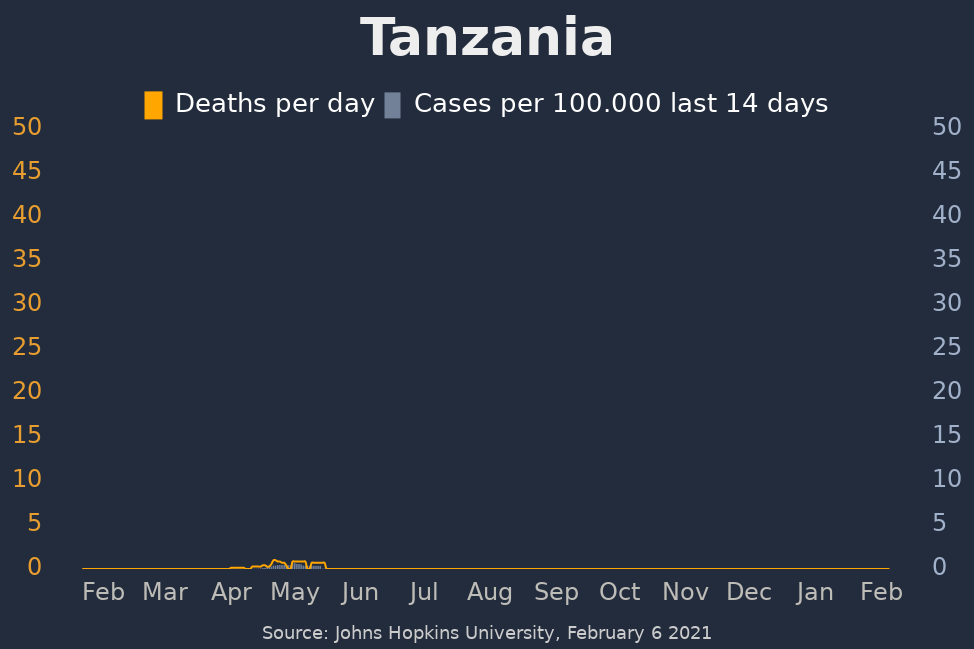 Tanzania
Deaths per day Cases per 100.000 last 14 days
50 50
45 45
40 40
35 35
30 30
25 25
20 20
15 15
10 10
5 5
0 0
Feb Mar Apr May Jun Jul Aug Sep Oct Nov Dec Jan Feb
Source: Johns Hopkins University, February 6 2021